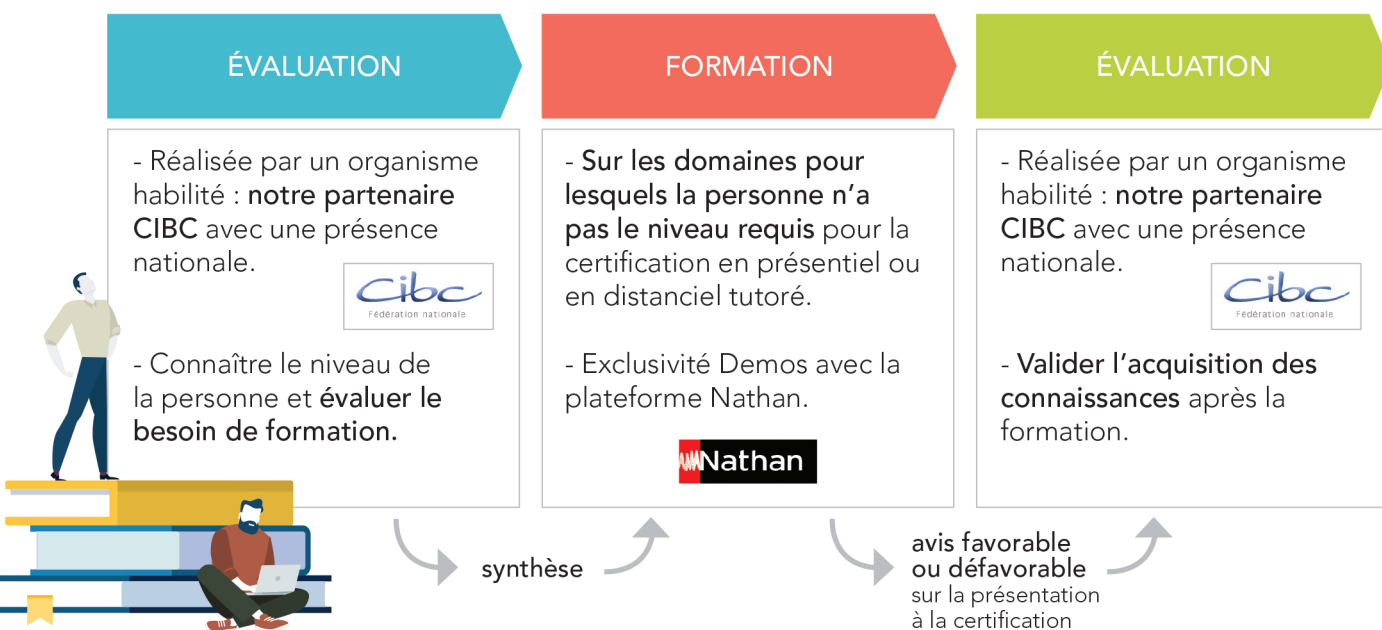 ÉVALUATION
- Réalisée par un organisme
habilité : notre partenaire
CIBC avec une présence
nationale.
cibc
Fédération nationale
- Connaître le niveau de
la personne et évaluer le
besoin de formation.
synthèse
FORMATION
- Sur les domaines pour
lesquels la personne n’a
pas le niveau requis pour la
certification en présentiel ou
en distanciel tutoré.
- Exclusivité Demos avec la
plateforme Nathan.
Nathan
avis favorable
ou défavorable
sur la présentation
à la certification
ÉVALUATION
- Réalisée par un organisme
habilité : notre partenaire
CIBC avec une présence
nationale.
cibc
Fédération nationale
- Valider l’acquisition des
connaissances après la
formation.